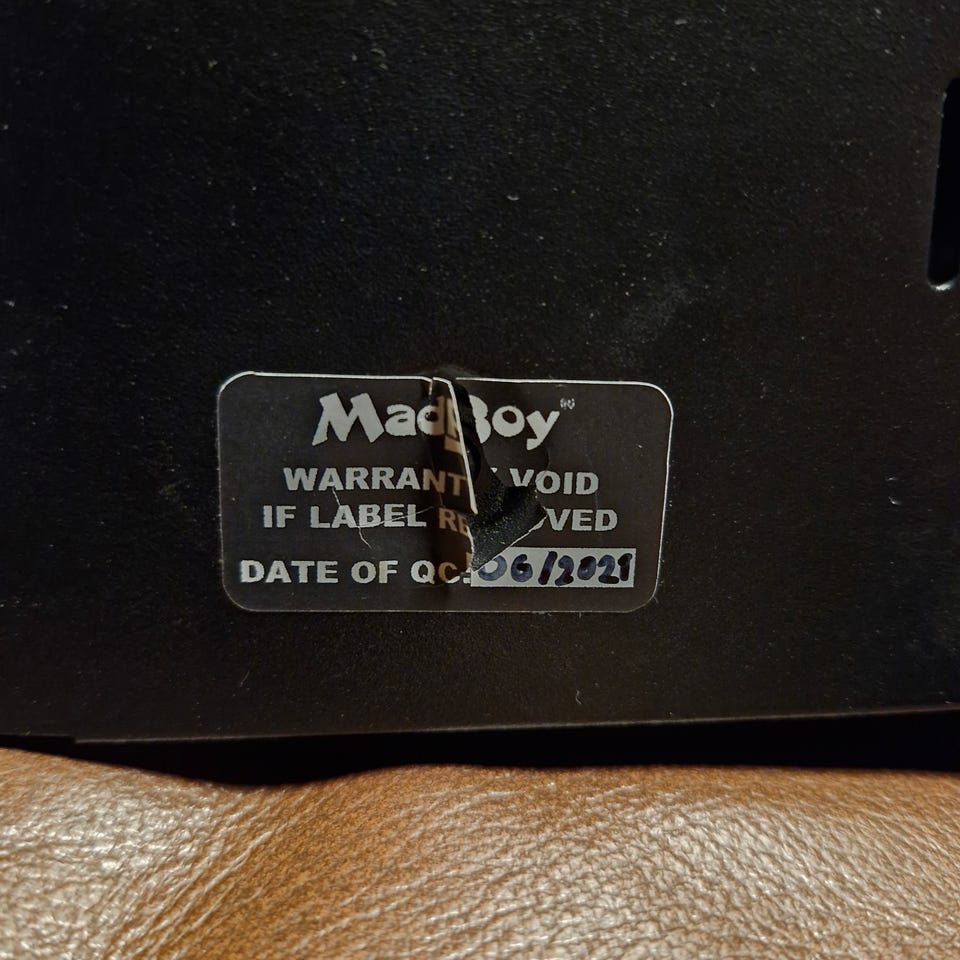 MadBoy®
WARRANTY VOID
IF LABEL REMOVED
DATE OF QC: 06/2021